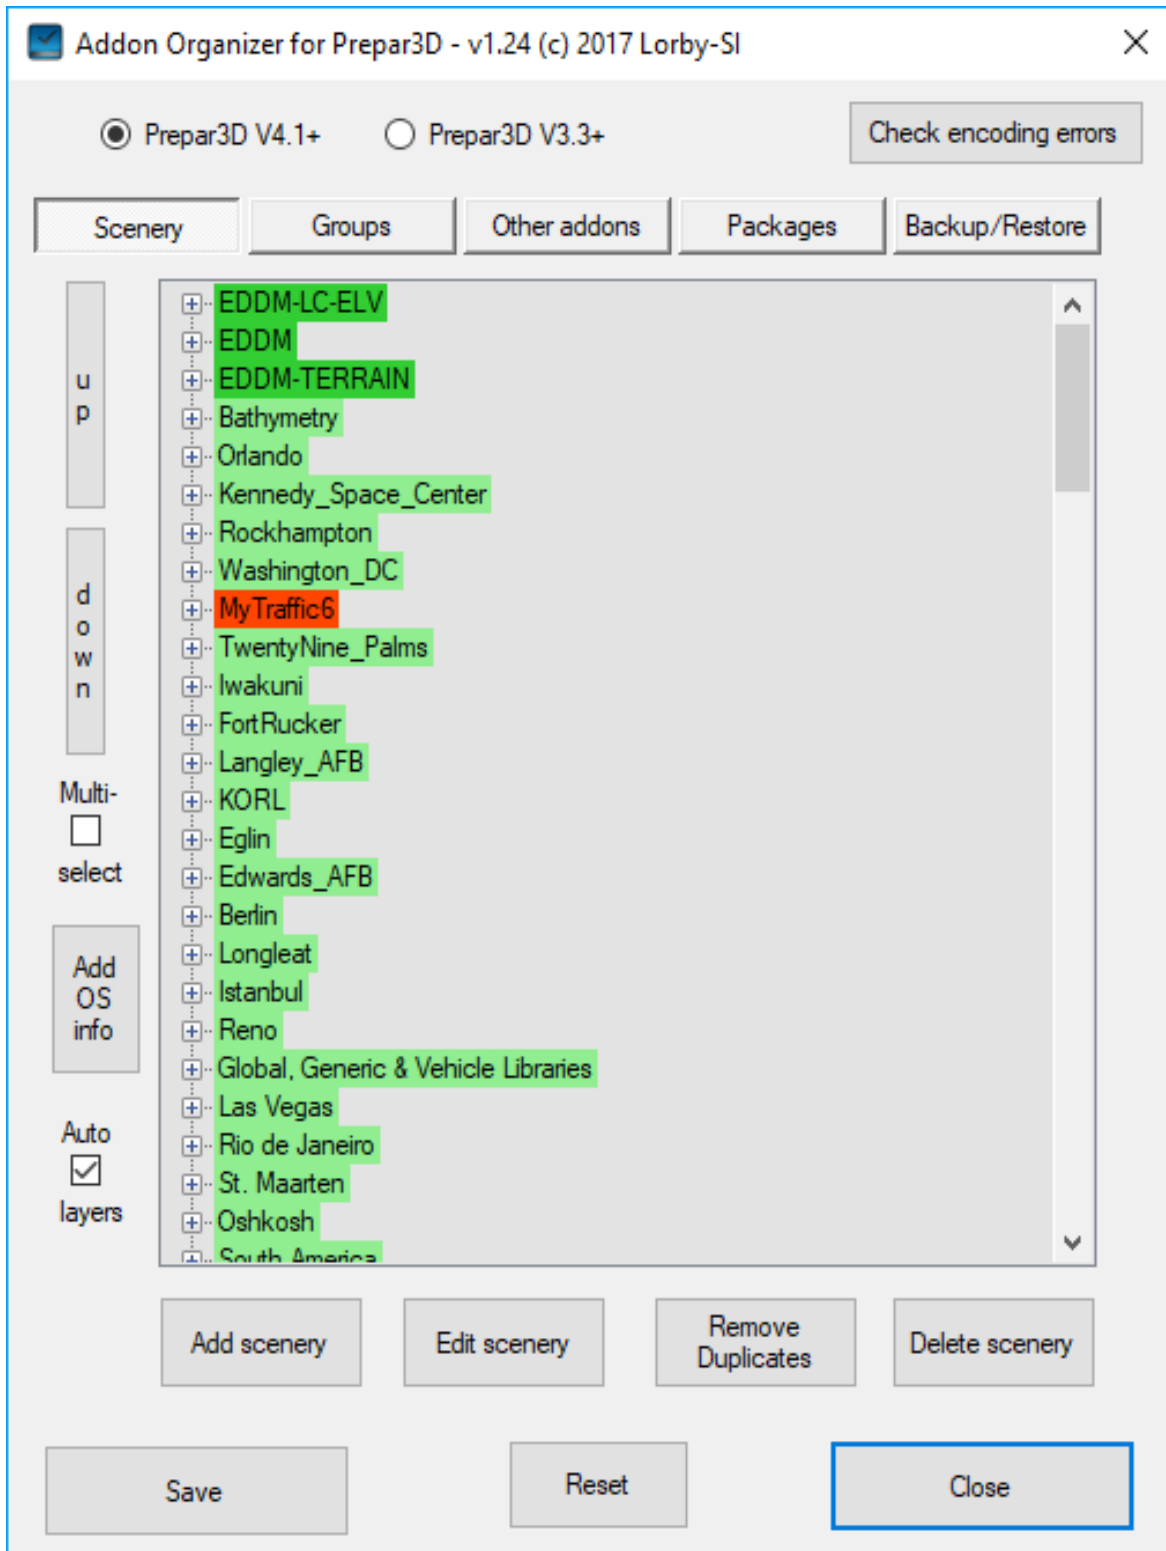 Addon Organizer for Prepar3D - v1.24 (c) 2017 Lorby-SI
Prepar3D V4.1+
Prepar3D V3.3+
Check encoding errors
Scenery
Groups
Other addons
Packages
Backup/Restore
up
down
Multi-
select
Add
OS
info
Auto
layers
EDDM-LC-ELV
EDDM
EDDM-TERRAIN
Bathymetry
Orlando
Kennedy_Space_Center
Rockhampton
Washington_DC
MyTraffic6
TwentyNine_Palms
Iwakuni
FortRucker
Langley_AFB
KORL
Eglin
Edwards_AFB
Berlin
Longleat
Istanbul
Reno
Global, Generic & Vehicle Libraries
Las Vegas
Rio de Janeiro
St. Maarten
Oshkosh
South America
Add scenery
Edit scenery
Remove
Duplicates
Delete scenery
Save
Reset
Close